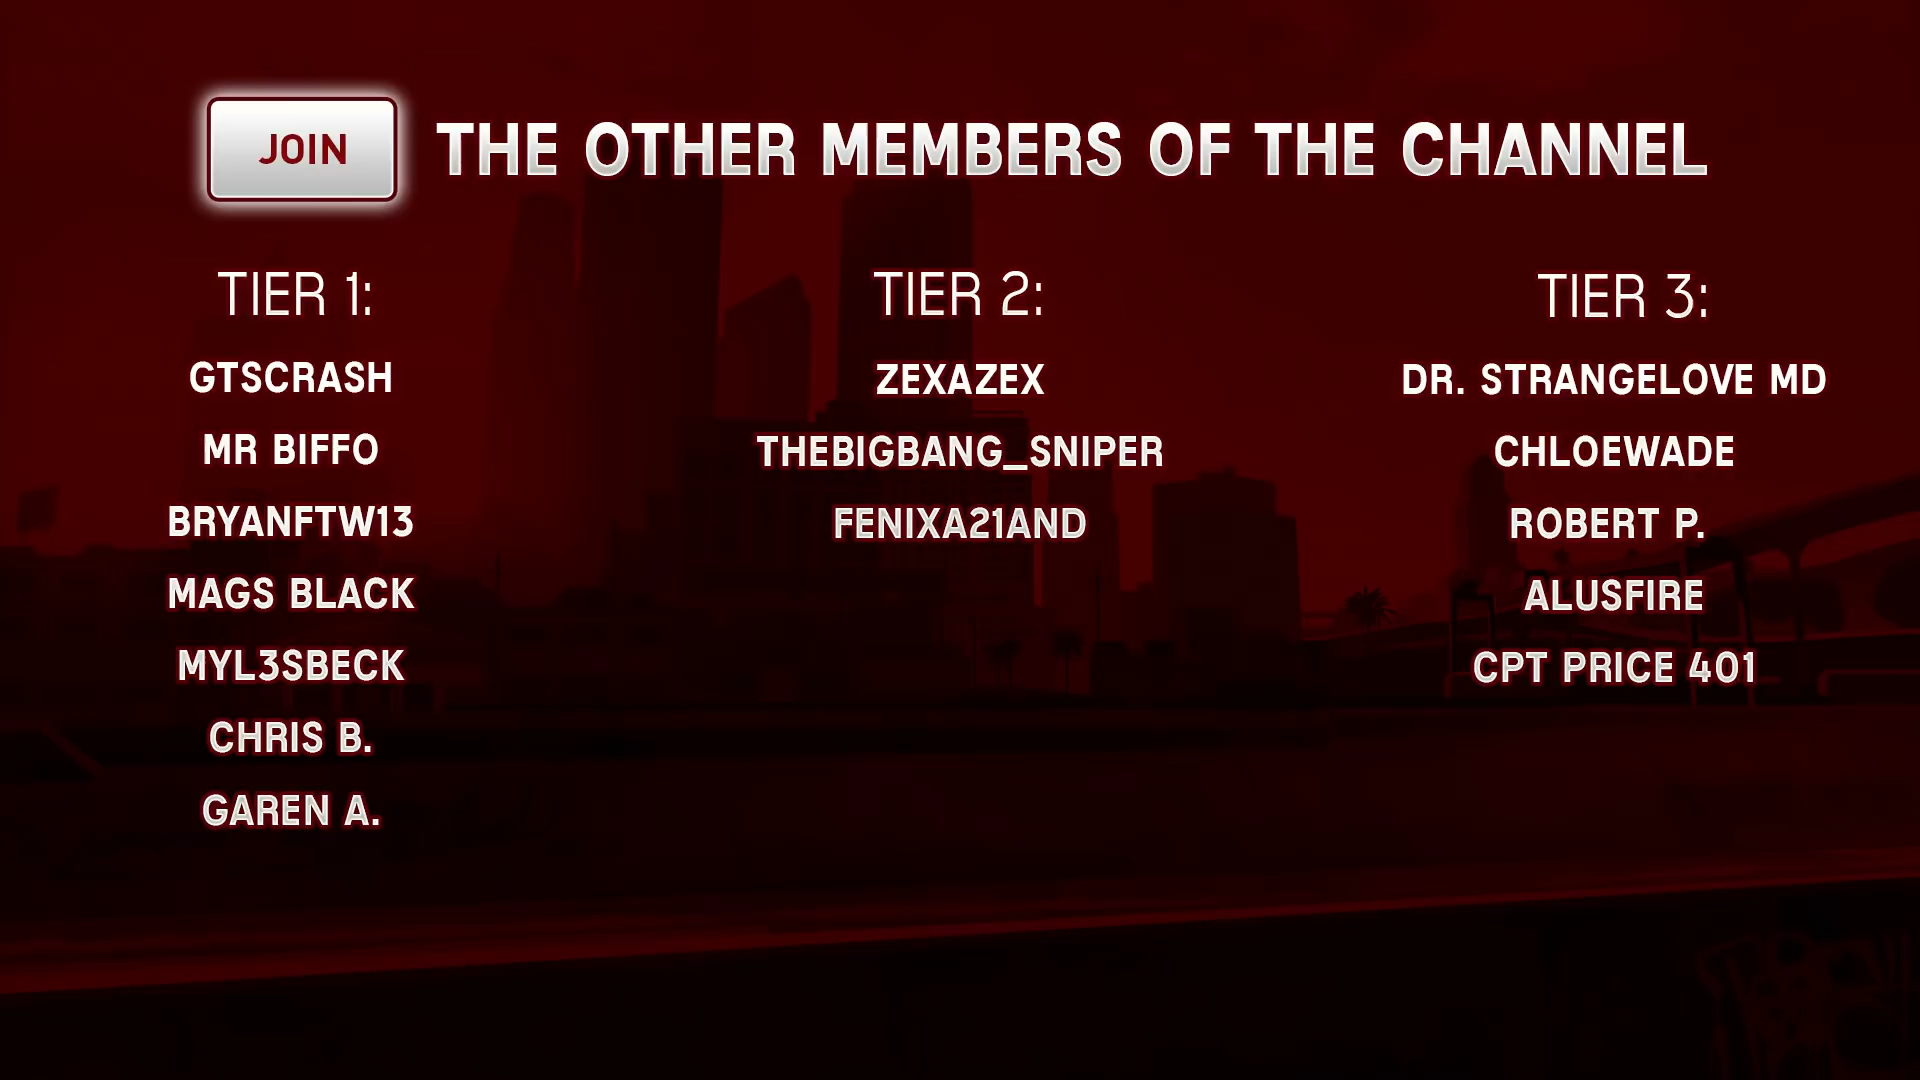 JOIN THE OTHER MEMBERS OF THE CHANNEL
TIER 1:
GTSCRASH
MR BIFFO
BRYANFTW13
MAGS BLACK
MYL3SBECK
CHRIS B.
GAREN A.
TIER 2:
ZEXAZEX
THEBIGBANG_SNIPER
FENIXA21AND
TIER 3:
DR. STRANGELOVE MD
CHLOEWADE
ROBERT P.
ALUSFIRE
CPT PRICE 401